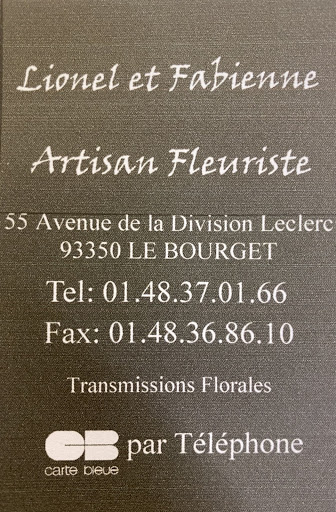 Lionel et Fabienne
Artisan Fleuriste
55 Avenue de la Division Leclerc
93350 LE BOURGET
Tel: 01.48.37.01.66
Fax: 01.48.36.86.10
Transmissions Florales
CB par Téléphone
carte bleue